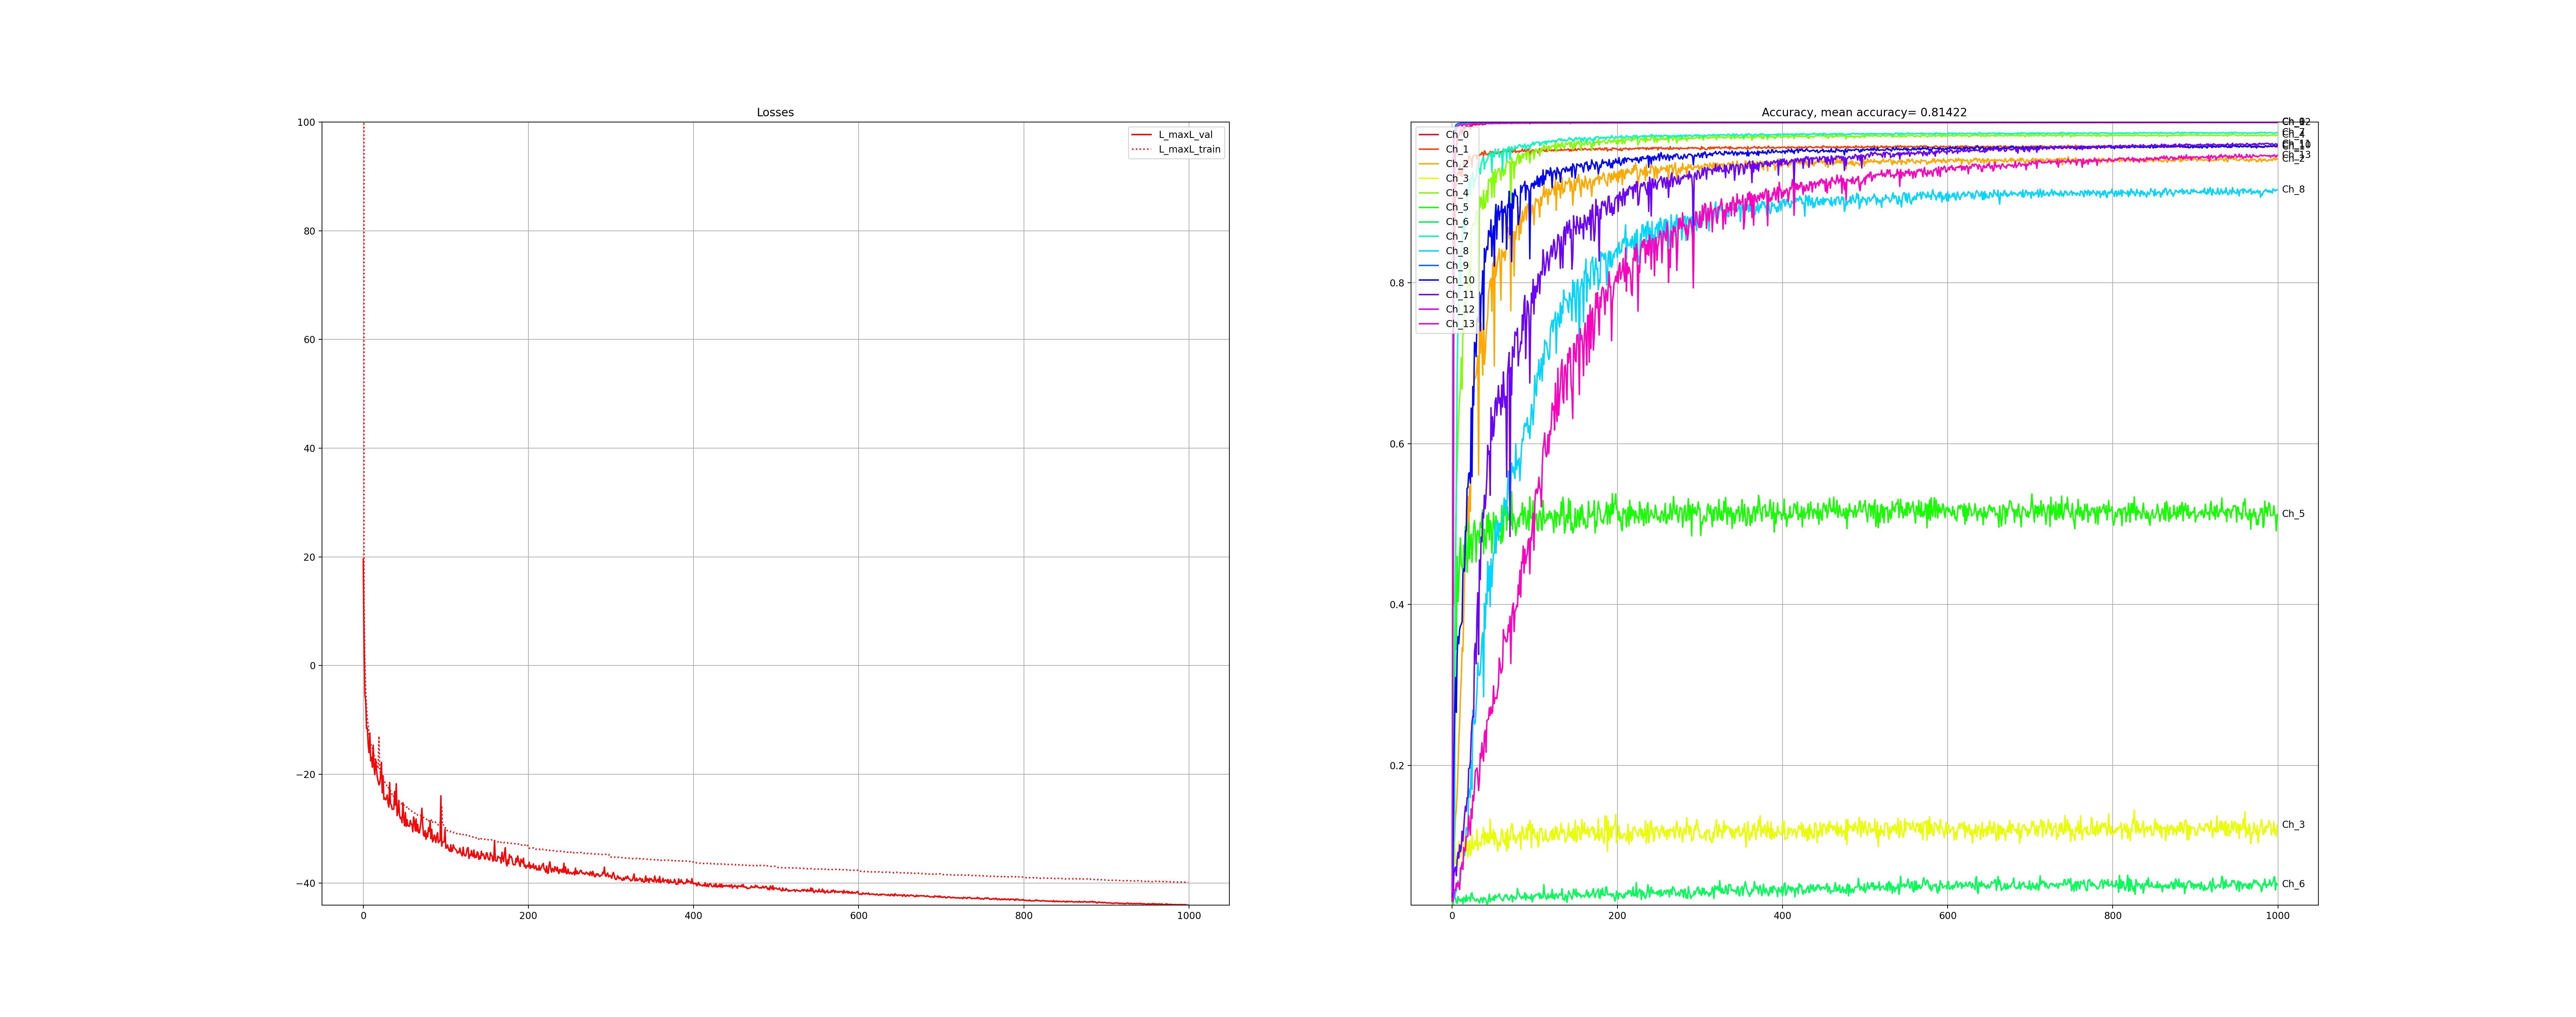 Losses
100
80
60
40
20
0
−20
−40
0
200
400
600
800
1000
L_maxL_val
L_maxL_train
Accuracy, mean accuracy= 0.81422
0.8
0.6
0.4
0.2
0
200
400
600
800
1000
Ch_0
Ch_1
Ch_2
Ch_3
Ch_4
Ch_5
Ch_6
Ch_7
Ch_8
Ch_9
Ch_10
Ch_11
Ch_12
Ch_13
Ch_8
Ch_5
Ch_3
Ch_6